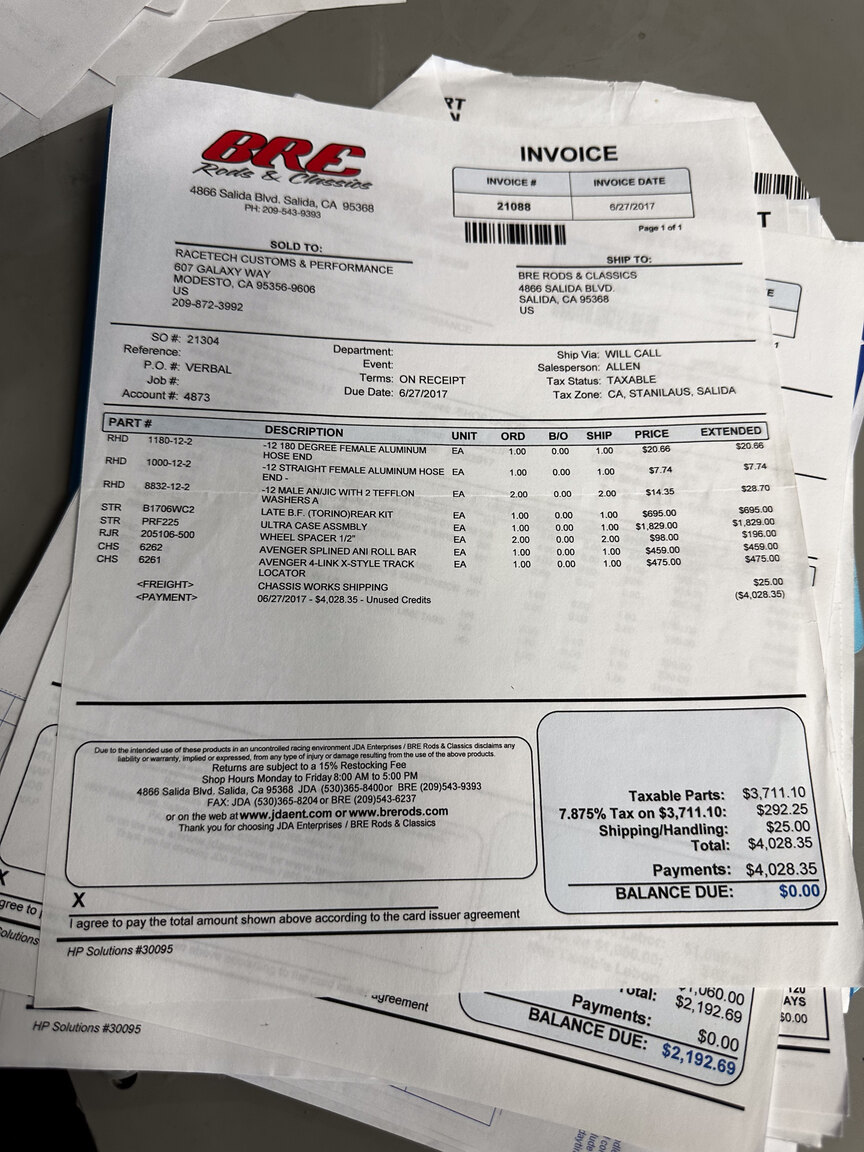 BRE
Rods & Classics
4866 Salida Blvd. Salida, CA 95368
PH: 209-543-9393
INVOICE
INVOICE # INVOICE DATE
21088 6/27/2017
Page 1 of 1
SOLD TO:
RACETECH CUSTOMS & PERFORMANCE
607 GALAXY WAY
MODESTO, CA 95356-9606
US
209-872-3992
SHIP TO:
BRE RODS & CLASSICS
4866 SALIDA BLVD.
SALIDA, CA 95368
US
SO #: 21304
Reference:
P.O. #: VERBAL
Job #:
Account #: 4873
Department:
Event:
Terms: ON RECEIPT
Due Date: 6/27/2017
Ship Via: WILL CALL
Salesperson: ALLEN
Tax Status: TAXABLE
Tax Zone: CA, STANILAUS, SALIDA
PART # DESCRIPTION UNIT ORD B/O SHIP PRICE EXTENDED
RHD 1180-12-2 -12 180 DEGREE FEMALE ALUMINUM EA 1.00 0.00 1.00 $20.66 $20.66
HOSE END
RHD 1000-12-2 -12 STRAIGHT FEMALE ALUMINUM HOSE EA 1.00 0.00 1.00 $7.74 $7.74
END -
RHD 8832-12-2 -12 MALE AN/JIC WITH 2 TEFFLON EA 2.00 0.00 2.00 $14.35 $28.70
WASHERS A
STR B1706WC2 LATE B.F. (TORINO)REAR KIT EA 1.00 0.00 1.00 $695.00 $695.00
STR PRF225 ULTRA CASE ASSMBLY EA 1.00 0.00 1.00 $1,829.00 $1,829.00
RJR 205106-500 WHEEL SPACER 1/2" EA 2.00 0.00 2.00 $98.00 $196.00
CHS 6262 AVENGER SPLINED ANI ROLL BAR EA 1.00 0.00 1.00 $459.00 $459.00
CHS 6261 AVENGER 4-LINK X-STYLE TRACK EA 1.00 0.00 1.00 $475.00 $475.00
LOCATOR
<FREIGHT> CHASSIS WORKS SHIPPING $25.00
<PAYMENT> 06/27/2017 - $4,028.35 - Unused Credits ($4,028.35)
Due to the intended use of these products in an uncontrolled racing environment JDA Enterprises / BRE Rods & Classics disclaims any
liability or warranty, implied or expressed, from any type of injury or damage resulting from the use of the above products.
Returns are subject to a 15% Restocking Fee
Shop Hours Monday to Friday 8:00 AM to 5:00 PM
4866 Salida Blvd. Salida, Ca 95368 JDA (530)365-8400or BRE (209)543-9393
FAX: JDA (530)365-8204 or BRE (209)543-6237
or on the web at www.jdaent.com or www.brerods.com
Thank you for choosing JDA Enterprises / BRE Rods & Classics
Taxable Parts: $3,711.10
7.875% Tax on $3,711.10: $292.25
Shipping/Handling: $25.00
Total: $4,028.35
Payments: $4,028.35
BALANCE DUE: $0.00
X
I agree to pay the total amount shown above according to the card issuer agreement
HP Solutions #30095
HP Solutions #30095
agreement
Total: $2,192.69
Payments: $0.00
BALANCE DUE: $2,192.69
AYS
$0.00